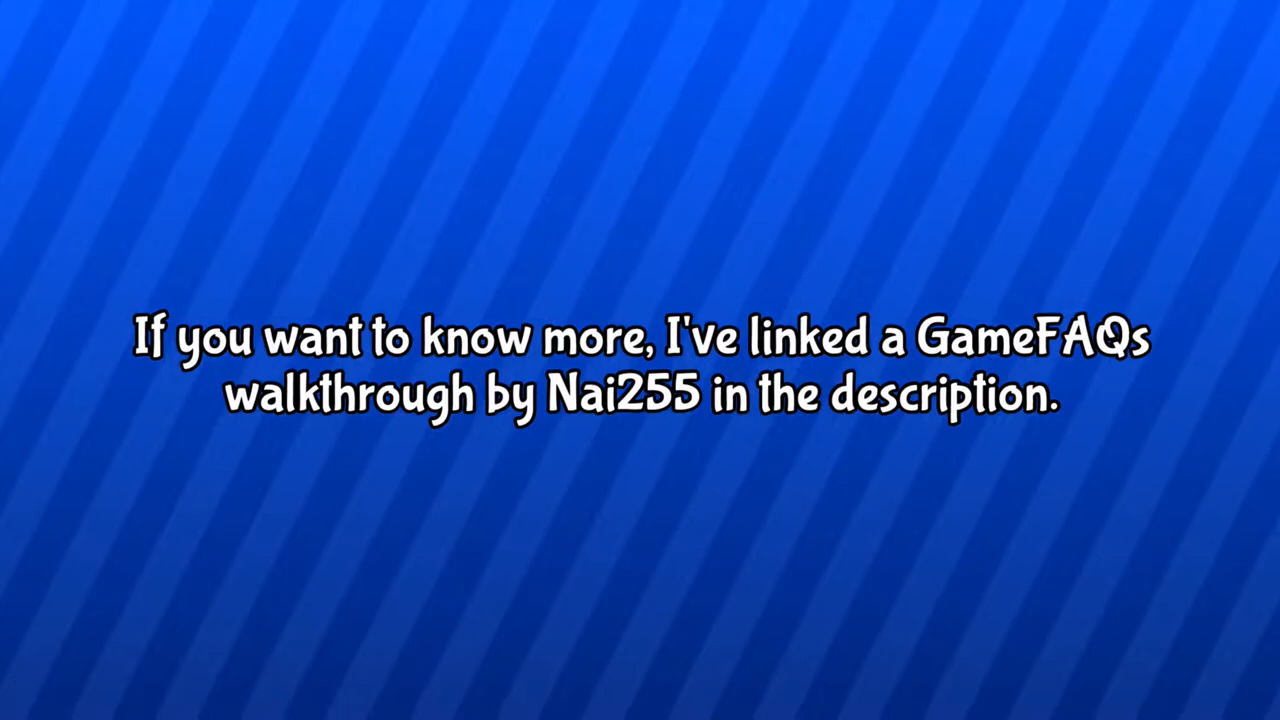 If you want to know more, I've linked a GameFAQs
walkthrough by Nai255 in the description.